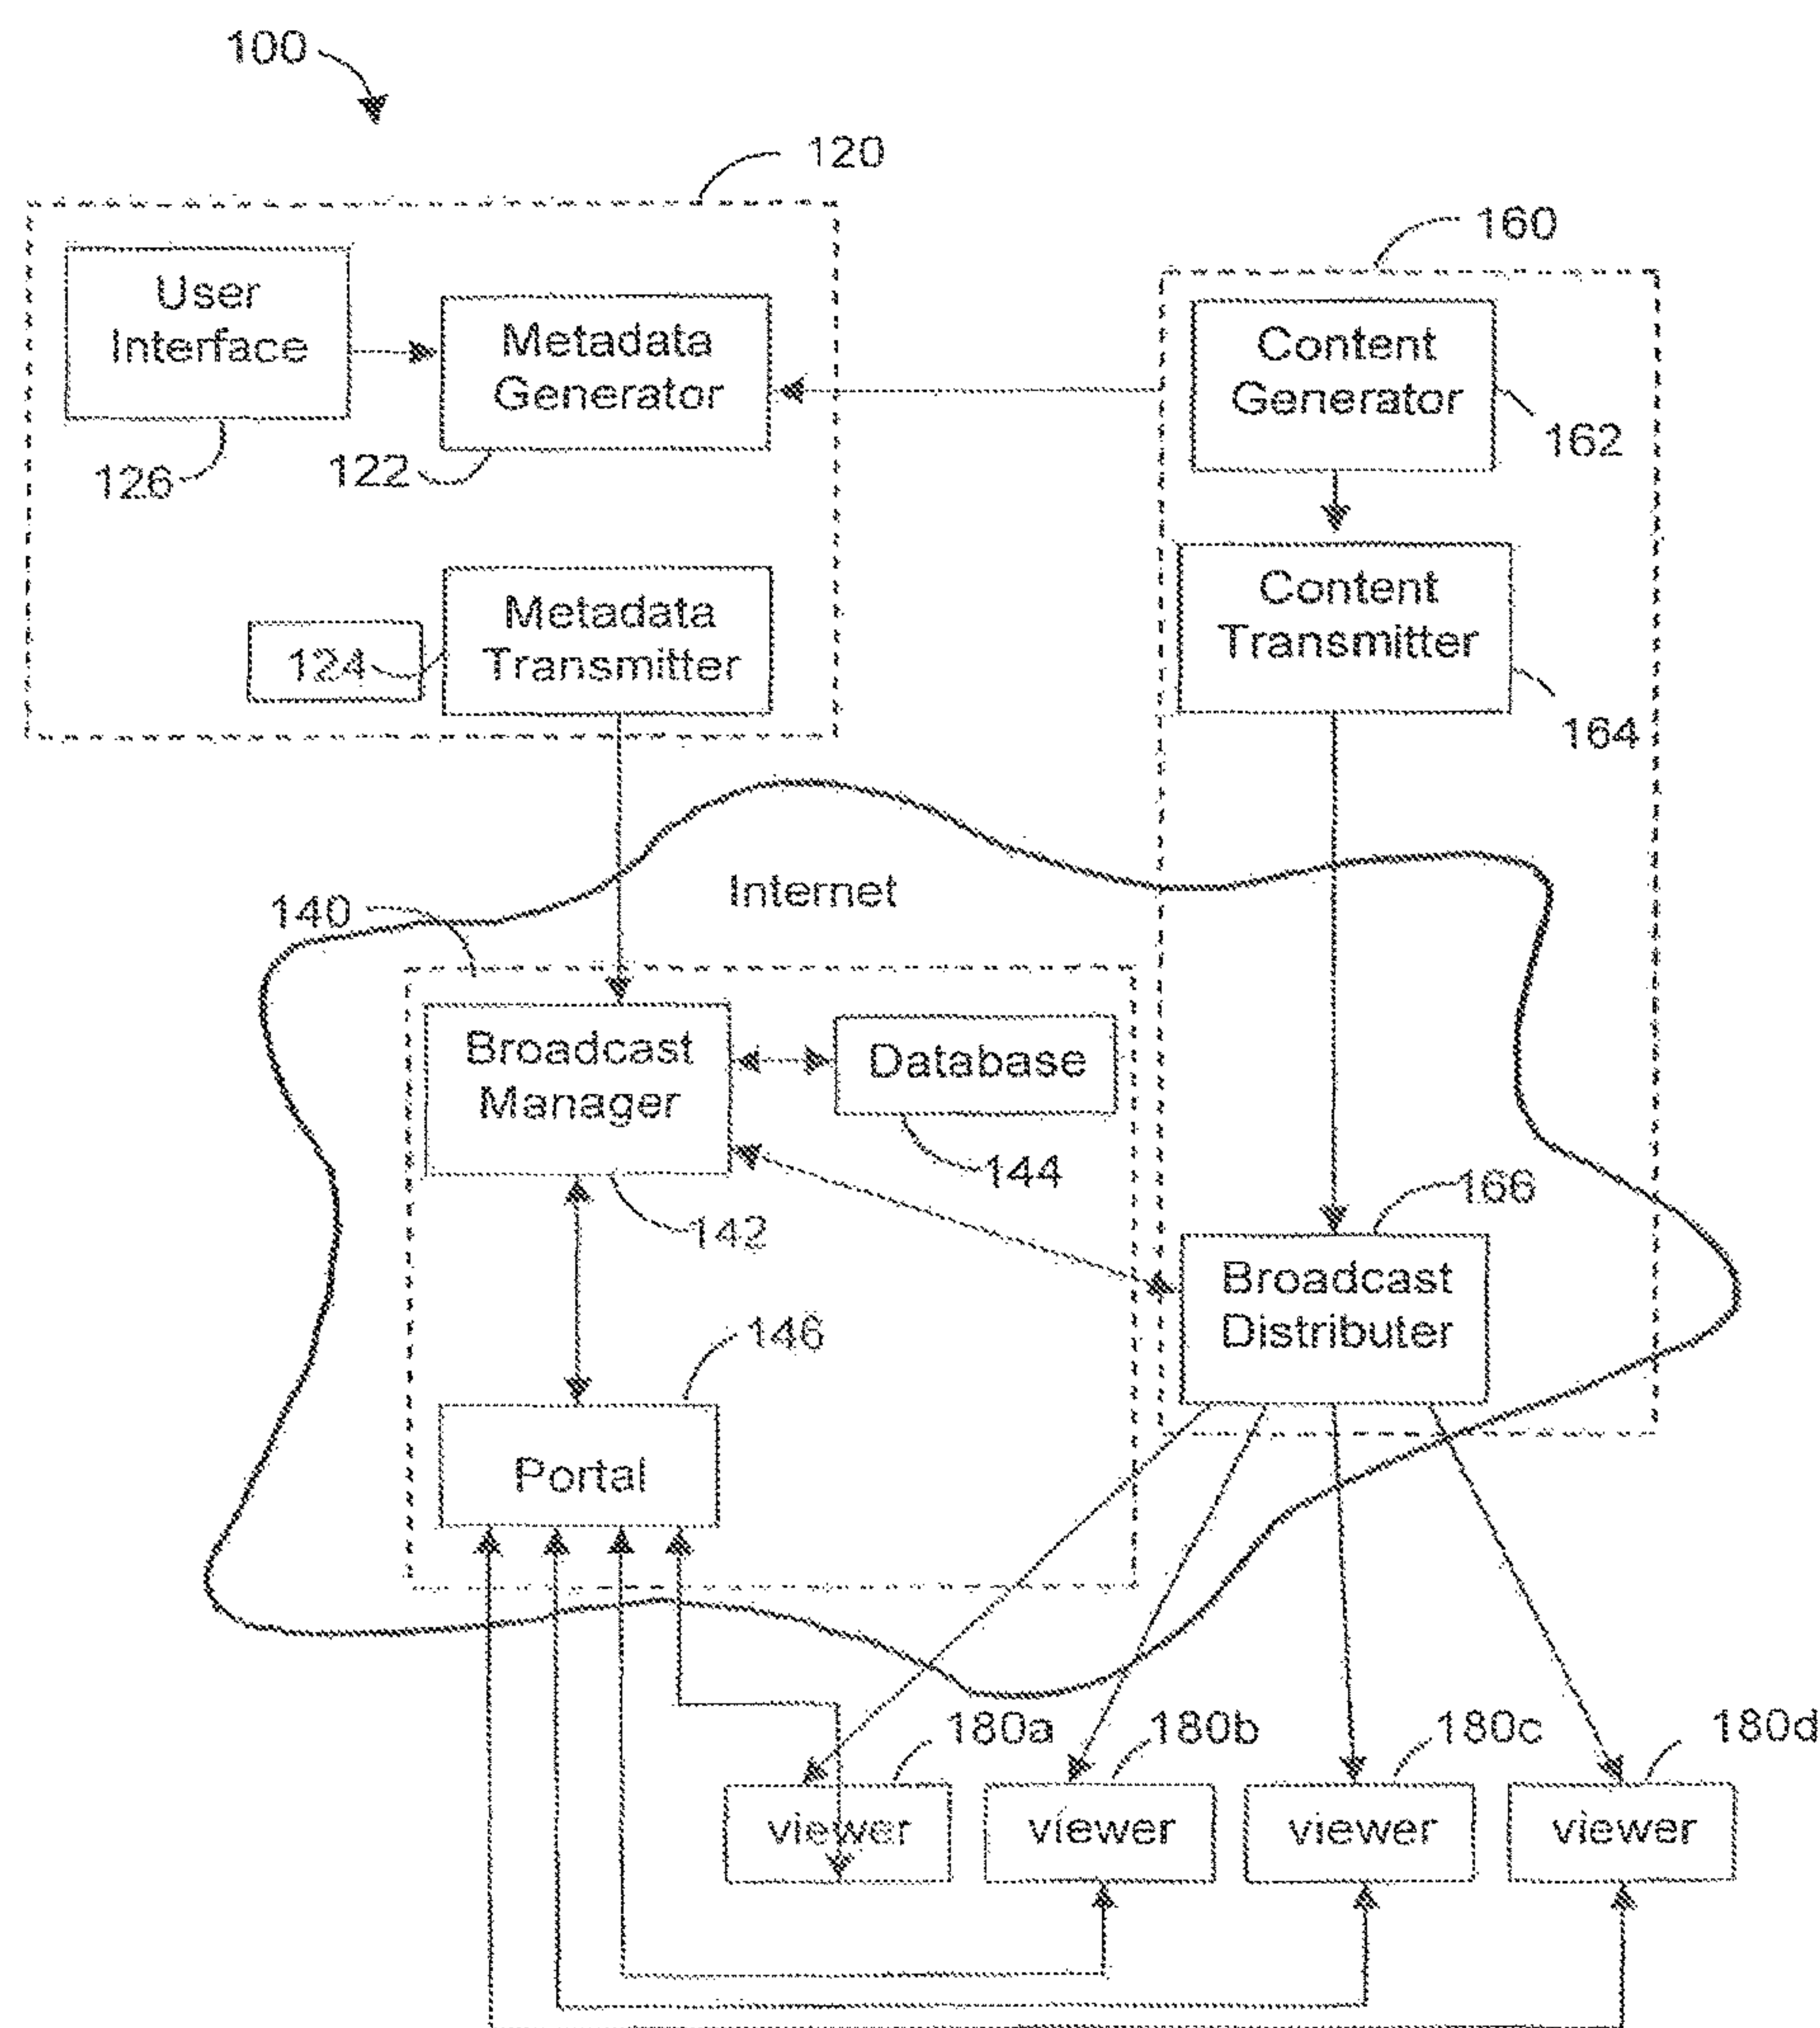 100
120
160
User
Interface
Metadata
Generator
Content
Generator
126
122
162
Metadata
Transmitter
124
Content
Transmitter
164
Internet
140
Broadcast
Manager
Database
144
142
166
Broadcast
Distributer
146
Portal
180a
180b
180c
180d
viewer
viewer
viewer
viewer